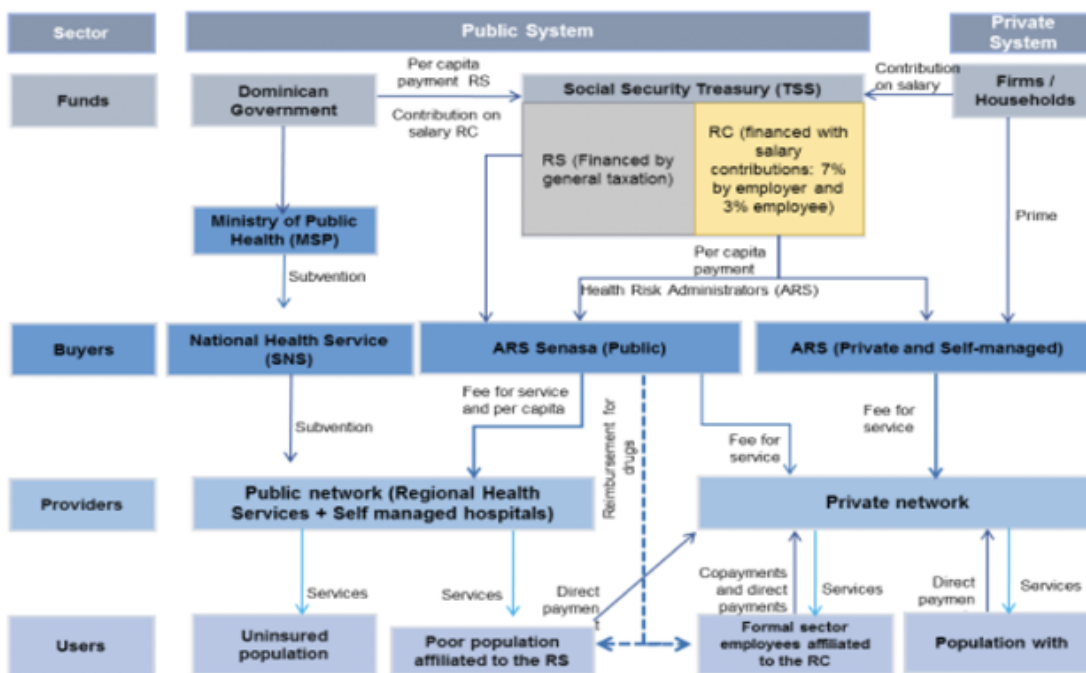 Sector
Public System
Private
System
Funds
Dominican
Government
Per capita
payment RS
Contribution on
salary RC
Social Security Treasury (TSS)
RS (Financed by
general taxation)
RC (financed with
salary
contributions: 7%
by employer and
3% employee)
Contribution
on salary
Firms /
Households
Ministry of Public
Health (MSP)
Subvention
Per capita
payment
Health Risk Administrators (ARS)
Prime
Buyers
National Health Service
(SNS)
ARS Senasa (Public)
ARS (Private and Self-managed)
Subvention
Fee for service
and per capita
Reimbursement for
drugs
Fee for
service
Fee for
service
Providers
Public network (Regional Health
Services + Self managed hospitals)
Private network
Services
Services
Direct
paymen
t
Copayments
and direct
payments
Services
Direct
paymen
Services
Users
Uninsured
population
Poor population
affiliated to the RS
Formal sector
employees affiliated
to the RC
Population with